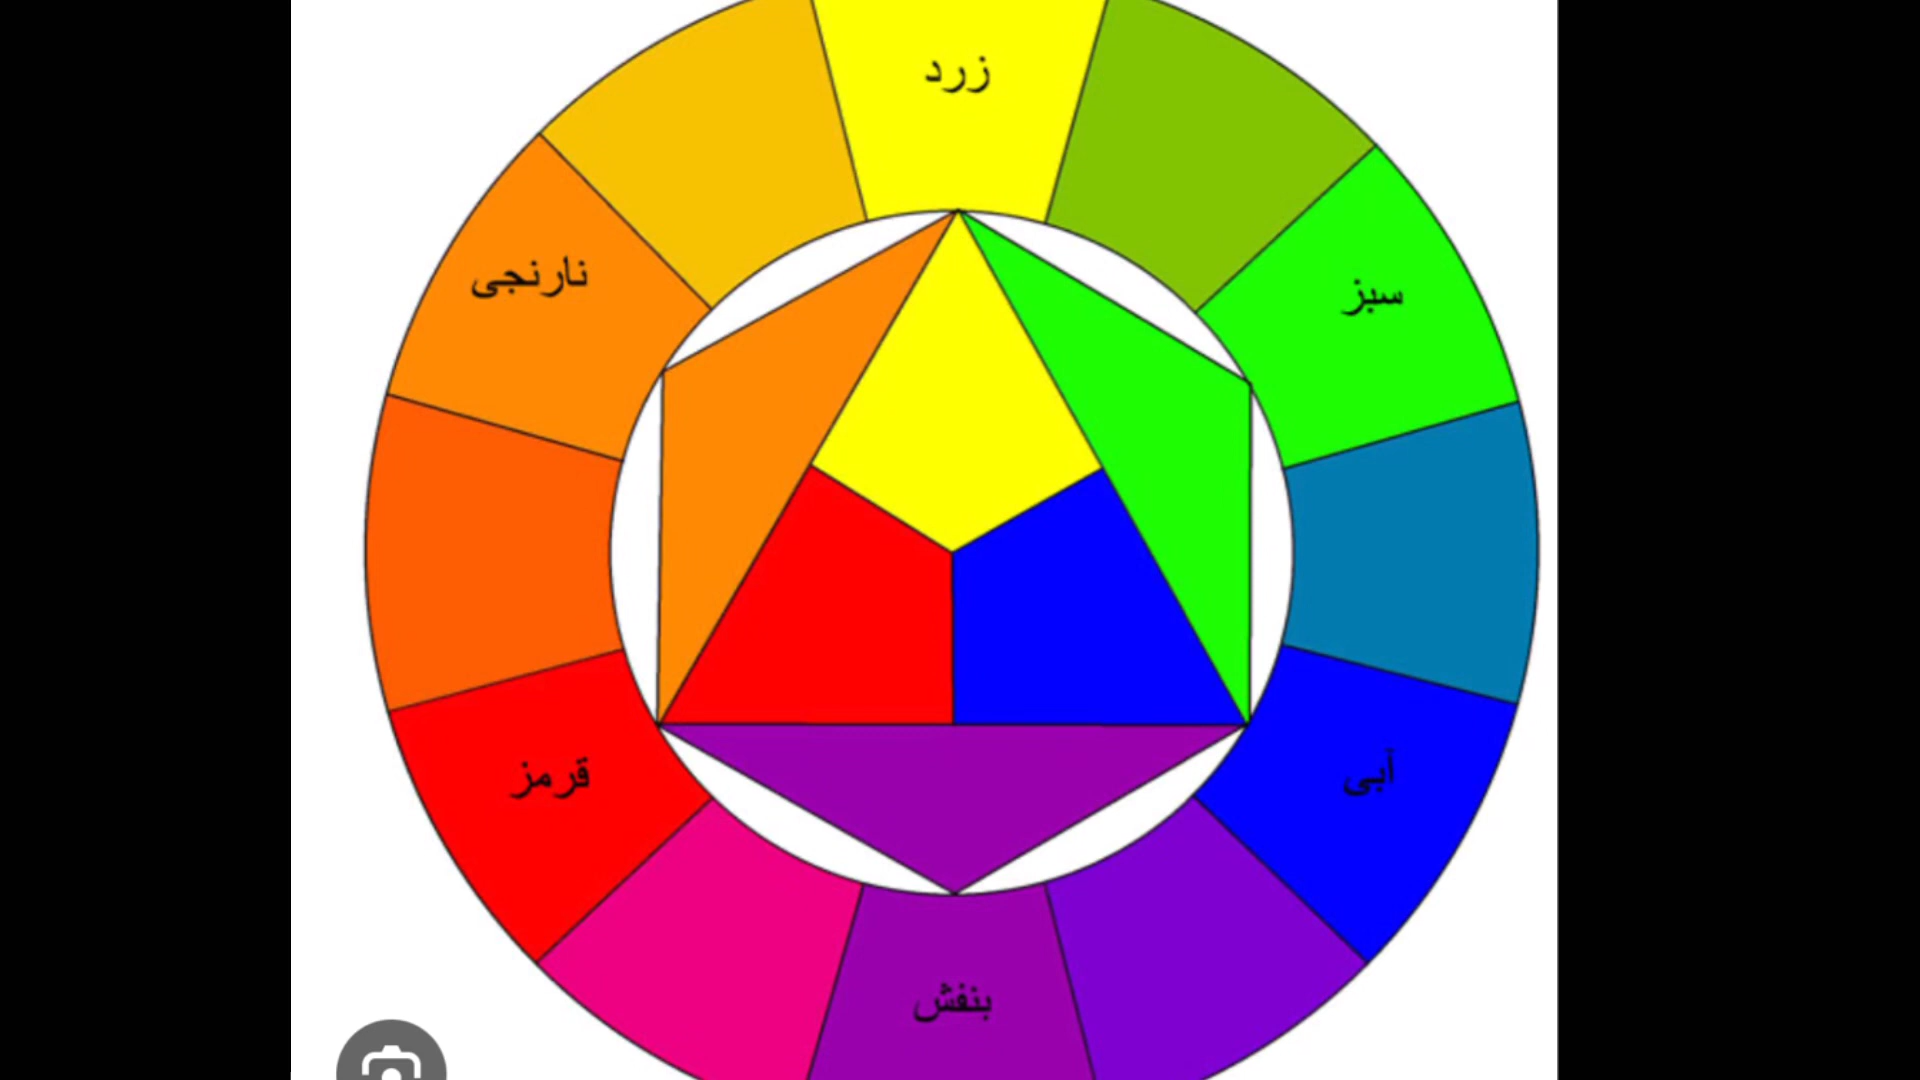 زرد
سبز
نارنجی
آبی
قرمز
بنفش